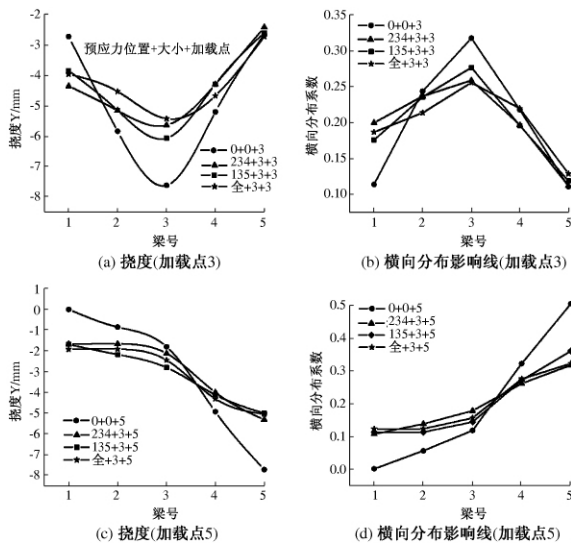 -2
-3
-4
-5
-6
-7
-8
挠度Y/mm
预应力位置+大小+加载点
0+0+3
234+3+3
135+3+3
全+3+3
1 2 3 4 5
梁号
(a) 挠度(加载点3)
0.35
0.30
0.25
0.20
0.15
0.10
横向分布系数
0+0+3
234+3+3
135+3+3
全+3+3
1 2 3 4 5
梁号
(b) 横向分布影响线(加载点3)
1
0
-1
-2
-3
-4
-5
-6
-7
-8
挠度Y/mm
0+0+5
234+3+5
135+3+5
全+3+5
1 2 3 4 5
梁号
(c) 挠度(加载点5)
0.5
0.4
0.3
0.2
0.1
0.0
横向分布系数
0+0+5
234+3+5
135+3+5
全+3+5
1 2 3 4 5
梁号
(d) 横向分布影响线(加载点5)